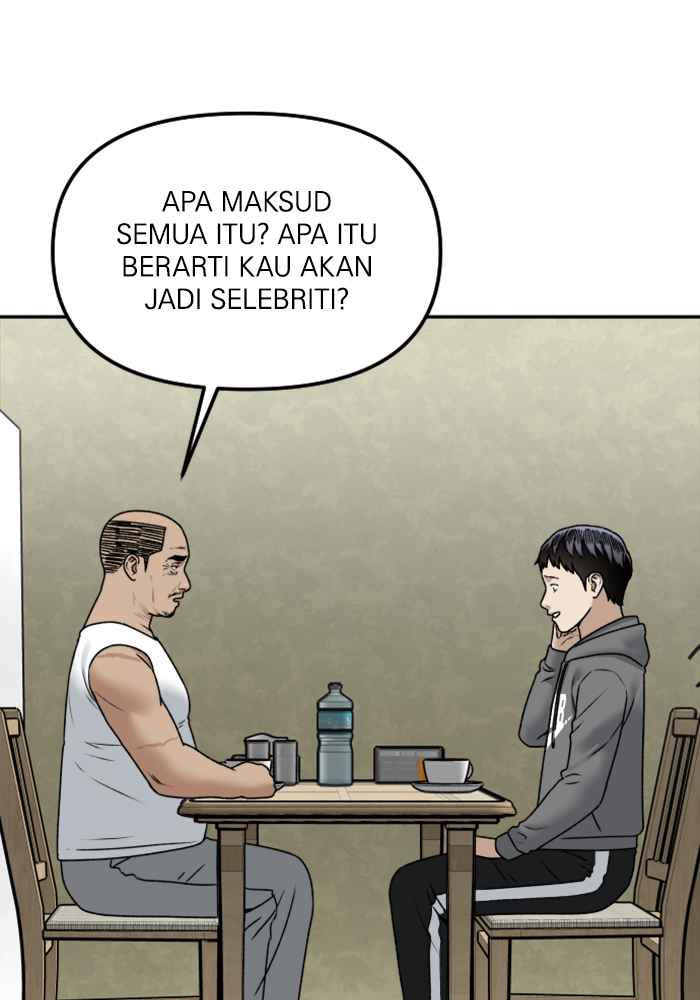 APA MAKSUD
SEMUA ITU? APA ITU
BERARTI KAU AKAN
JADI SELEBRITI?